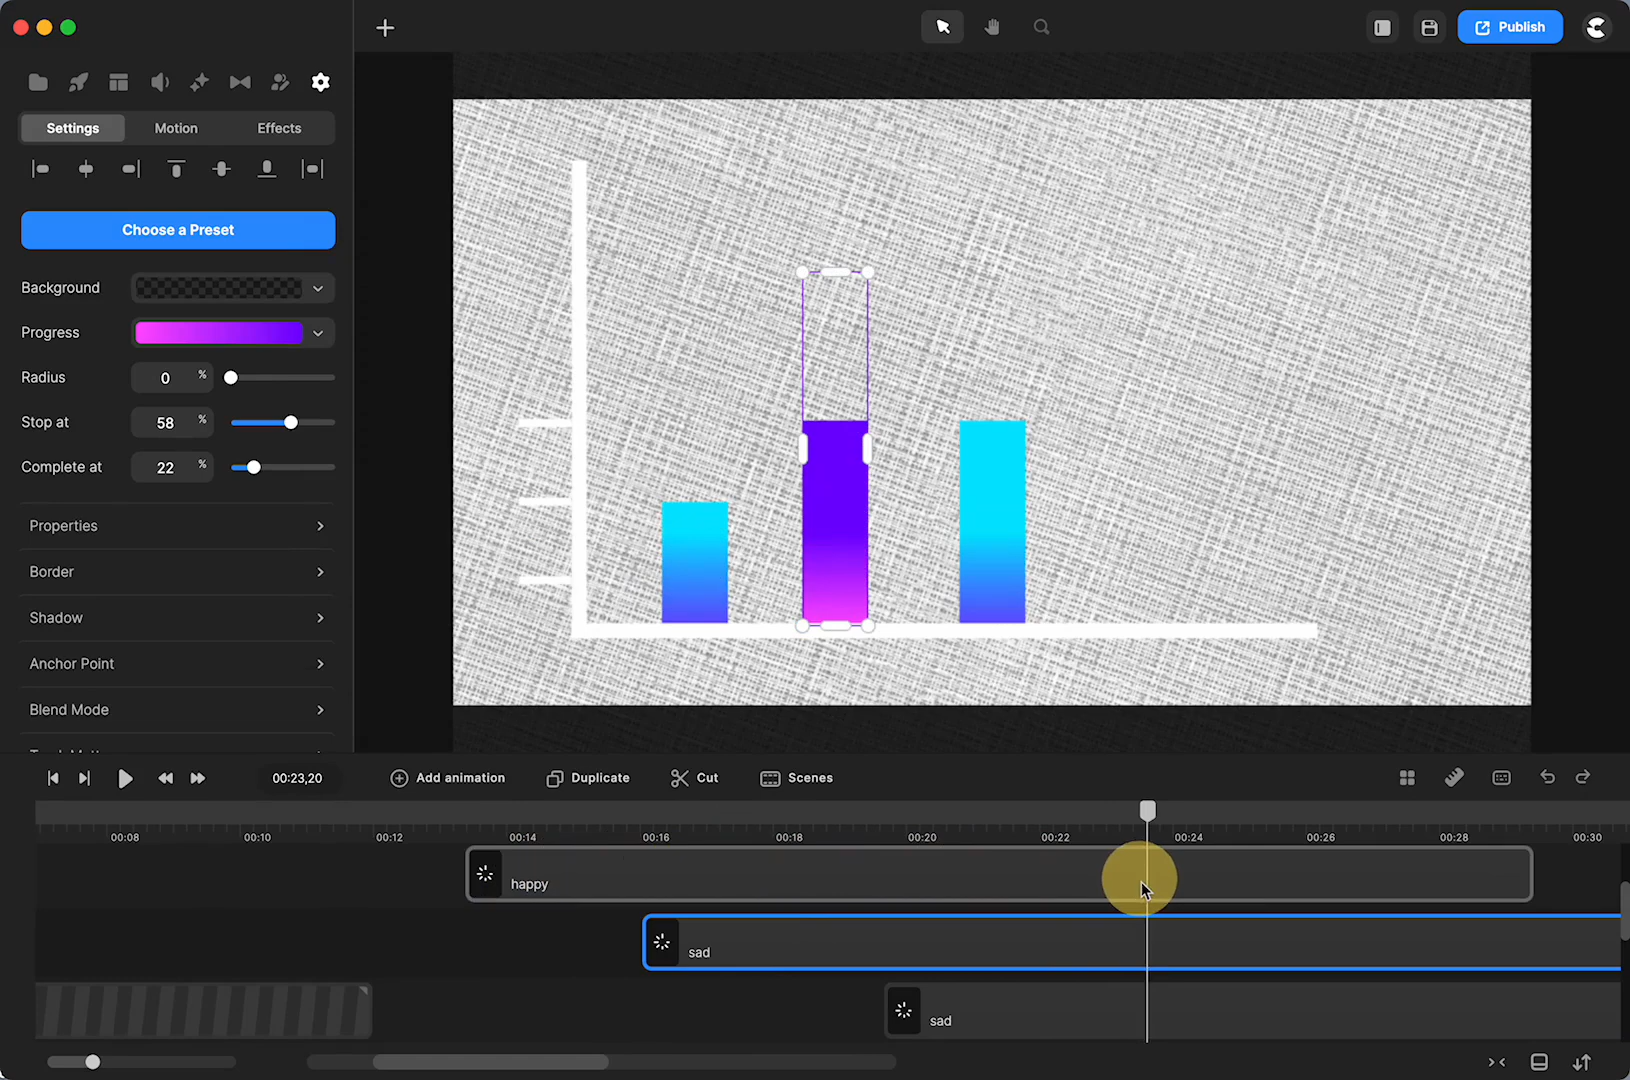 Publish
Settings Motion Effects
Choose a Preset
Background
Progress
Radius 0 %
Stop at 58 %
Complete at 22 %
Properties
Border
Shadow
Anchor Point
Blend Mode
00:23,20 Add animation Duplicate Cut Scenes
00:08 00:10 00:12 00:14 00:16 00:18 00:20 00:22 00:24 00:26 00:28 00:30
happy
sad
sad